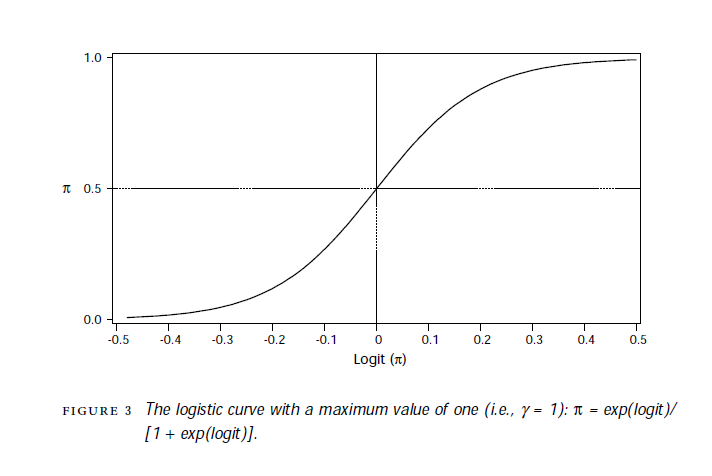 1.0
π 0.5
0.0
-0.5 -0.4 -0.3 -0.2 -0.1 0 0.1 0.2 0.3 0.4 0.5
Logit (π)
FIGURE 3 The logistic curve with a maximum value of one (i.e., γ = 1): π = exp(logit)/
[1 + exp(logit)].